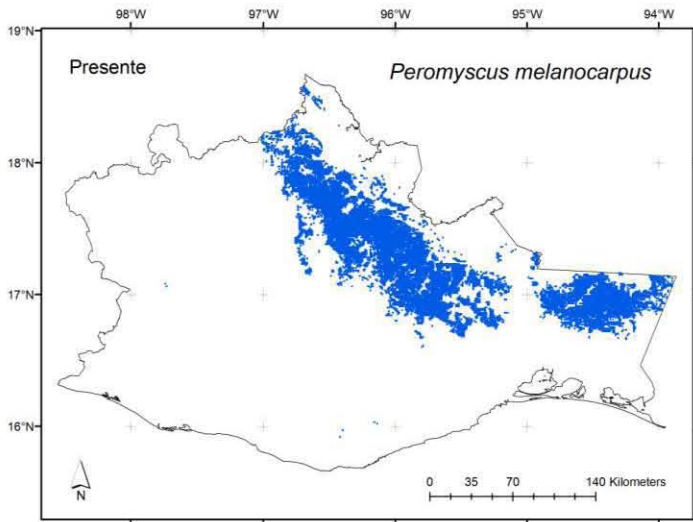 98°W 97°W 96°W 95°W 94°W
19°N
Presente Peromyscus melanocarpus
18°N
17°N
16°N
N
0 35 70 140 Kilometers